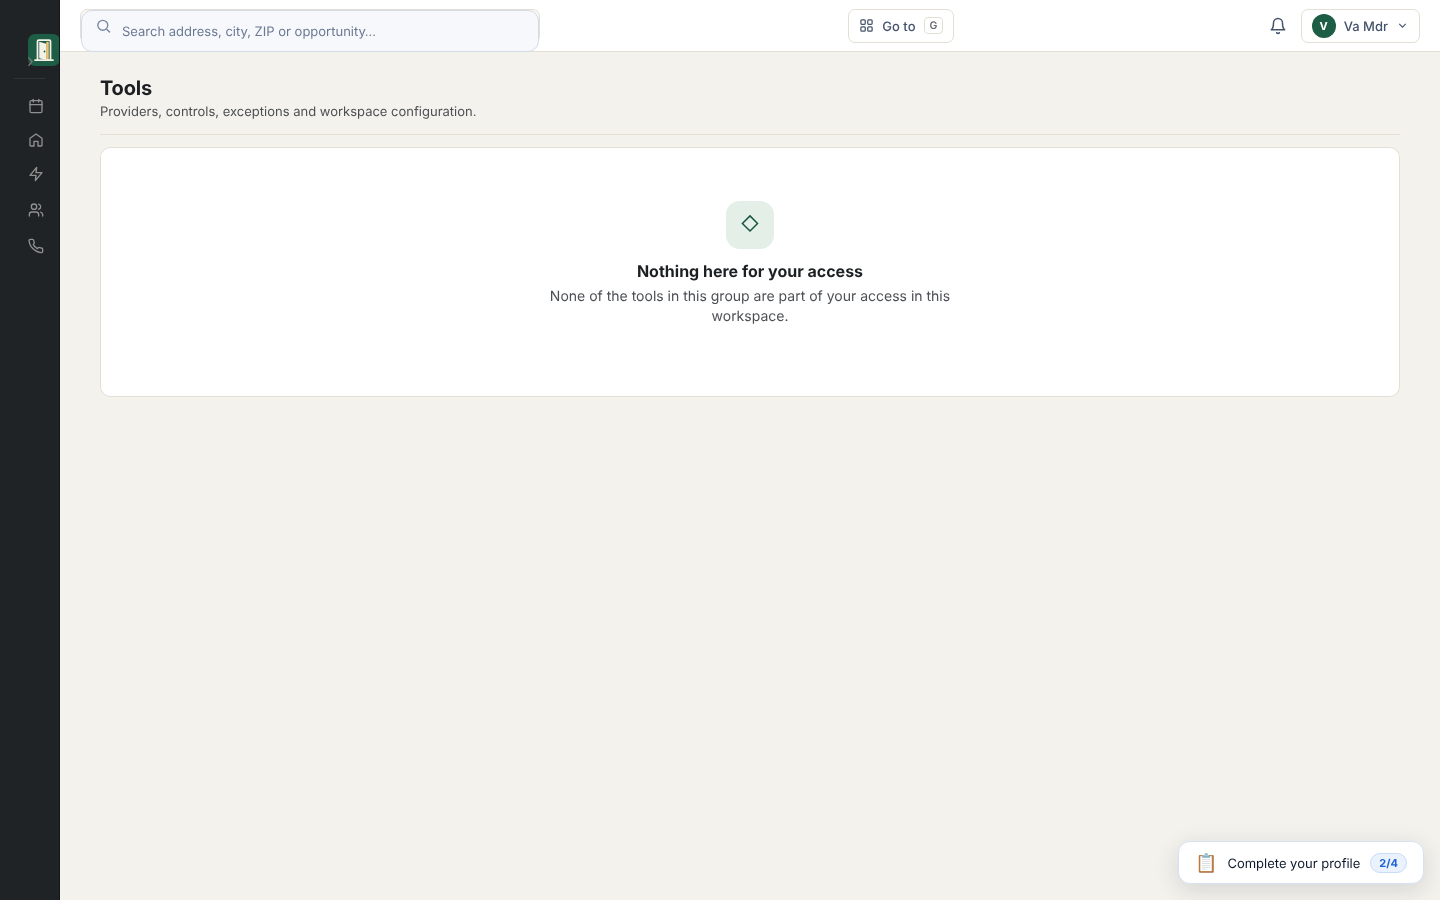 Search address, city, ZIP or opportunity...
Go to G
V Va Mdr
Tools
Providers, controls, exceptions and workspace configuration.
Nothing here for your access
None of the tools in this group are part of your access in this
workspace.
Complete your profile 2/4